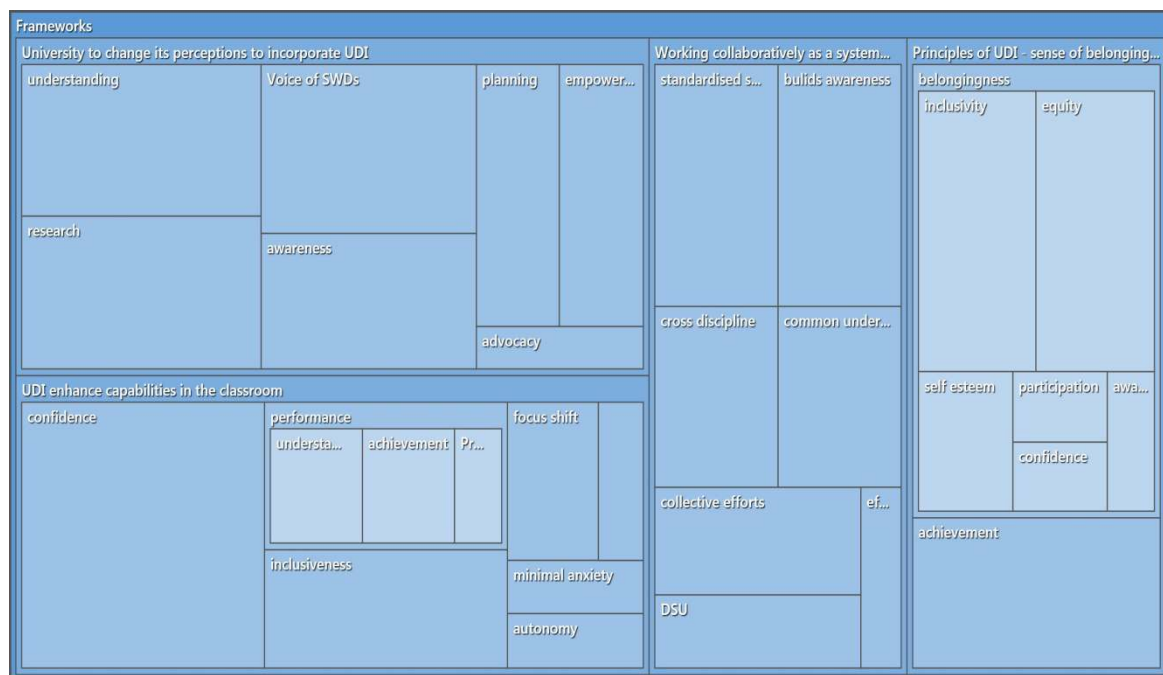 Frameworks
University to change its perceptions to incorporate UDI
understanding
Voice of SWDs
planning
empower...
research
awareness
advocacy
UDI enhance capabilities in the classroom
confidence
performance
understa...
achievement
Pr...
focus shift
inclusiveness
minimal anxiety
autonomy
Working collaboratively as a system...
standardised s...
bulids awareness
cross discipline
common under...
collective efforts
ef...
DSU
Principles of UDI - sense of belonging...
belongingness
inclusivity
equity
self esteem
participation
awa...
confidence
achievement